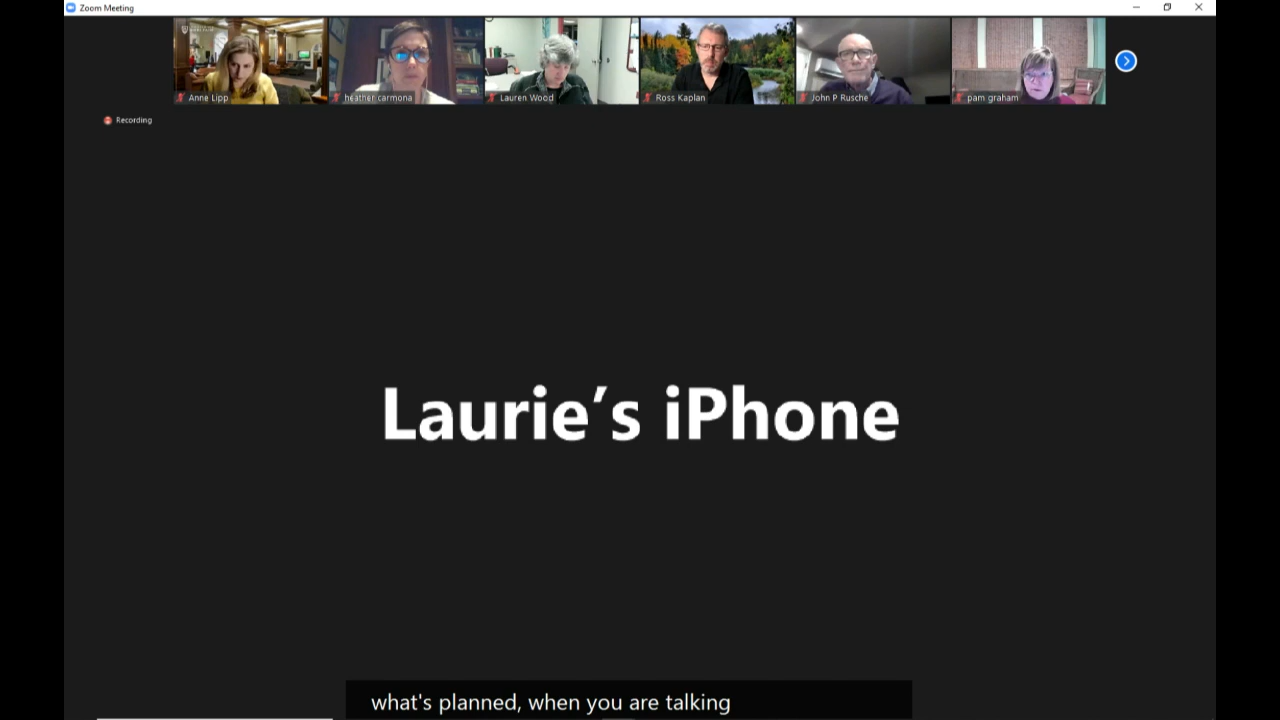 Zoom Meeting
Anne Lipp
heather carmona
Lauren Wood
Ross Kaplan
John P Rusche
pam graham
Recording
Laurie’s iPhone
what's planned, when you are talking